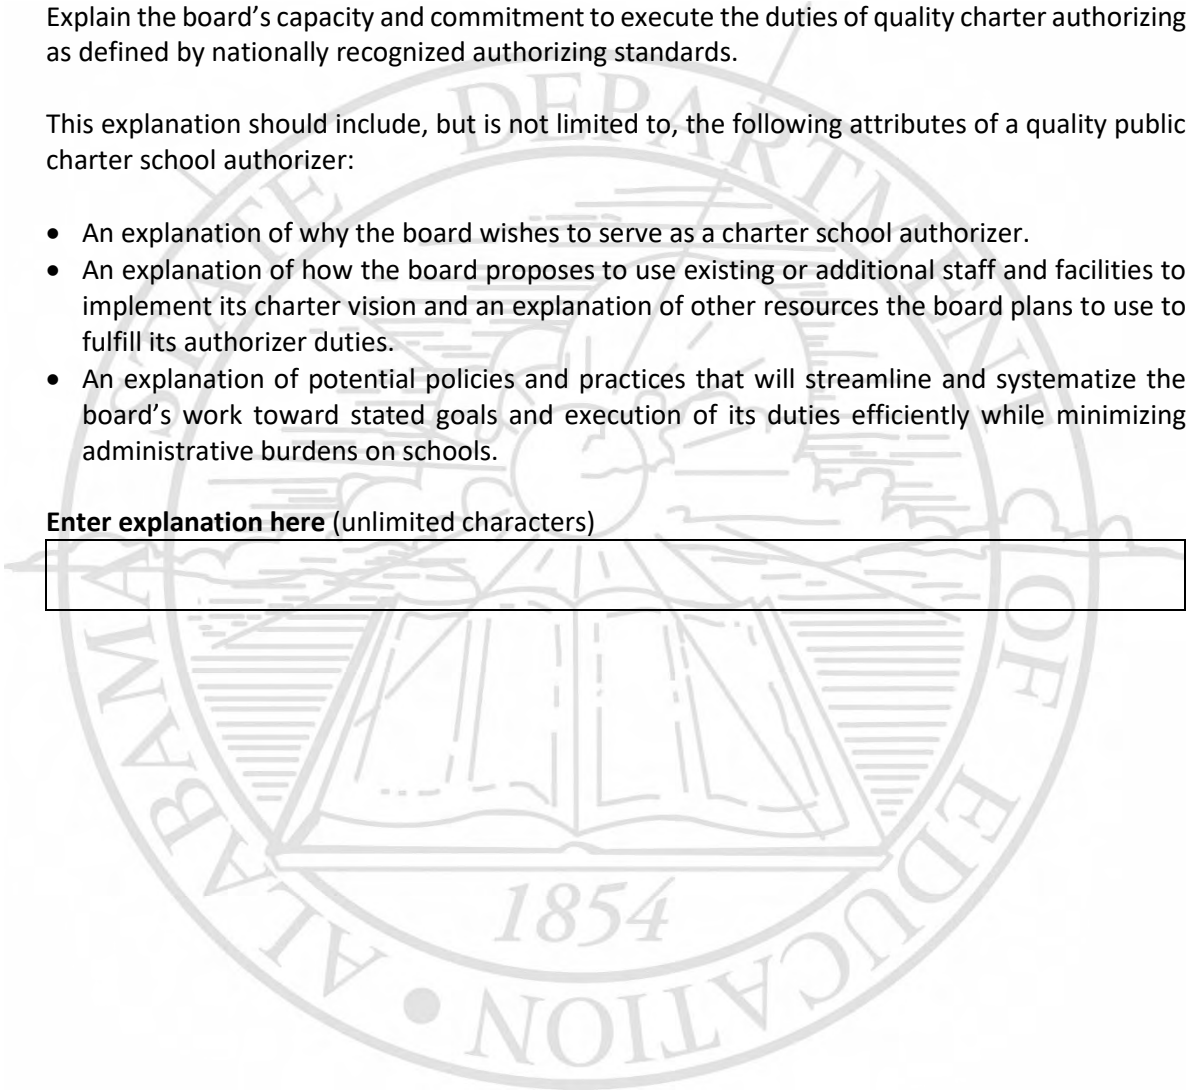 Explain the board’s capacity and commitment to execute the duties of quality charter authorizing
as defined by nationally recognized authorizing standards.
This explanation should include, but is not limited to, the following attributes of a quality public
charter school authorizer:
• An explanation of why the board wishes to serve as a charter school authorizer.
• An explanation of how the board proposes to use existing or additional staff and facilities to
implement its charter vision and an explanation of other resources the board plans to use to
fulfill its authorizer duties.
• An explanation of potential policies and practices that will streamline and systematize the
board’s work toward stated goals and execution of its duties efficiently while minimizing
administrative burdens on schools.
Enter explanation here (unlimited characters)
ALABAMA STATE DEPARTMENT OF EDUCATION
1854